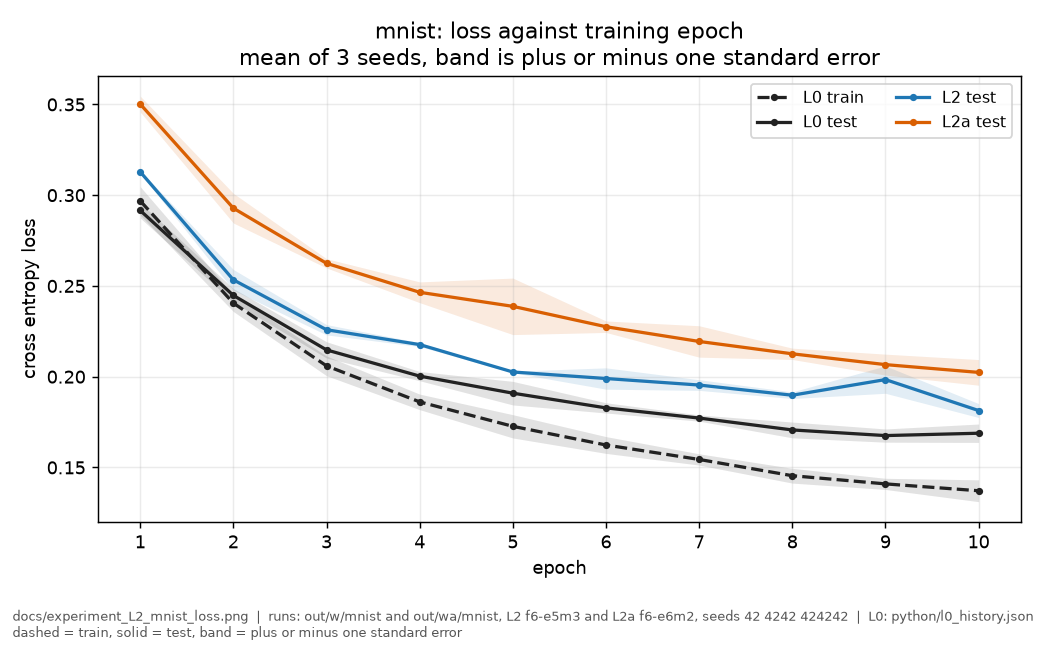 mnist: loss against training epoch
mean of 3 seeds, band is plus or minus one standard error
L0 train
L0 test
L2 test
L2a test
cross entropy loss
0.35
0.30
0.25
0.20
0.15
1 2 3 4 5 6 7 8 9 10
epoch
docs/experiment_L2_mnist_loss.png | runs: out/w/mnist and out/wa/mnist, L2 f6-e5m3 and L2a f6-e6m2, seeds 42 4242 424242 | L0: python/l0_history.json
dashed = train, solid = test, band = plus or minus one standard error